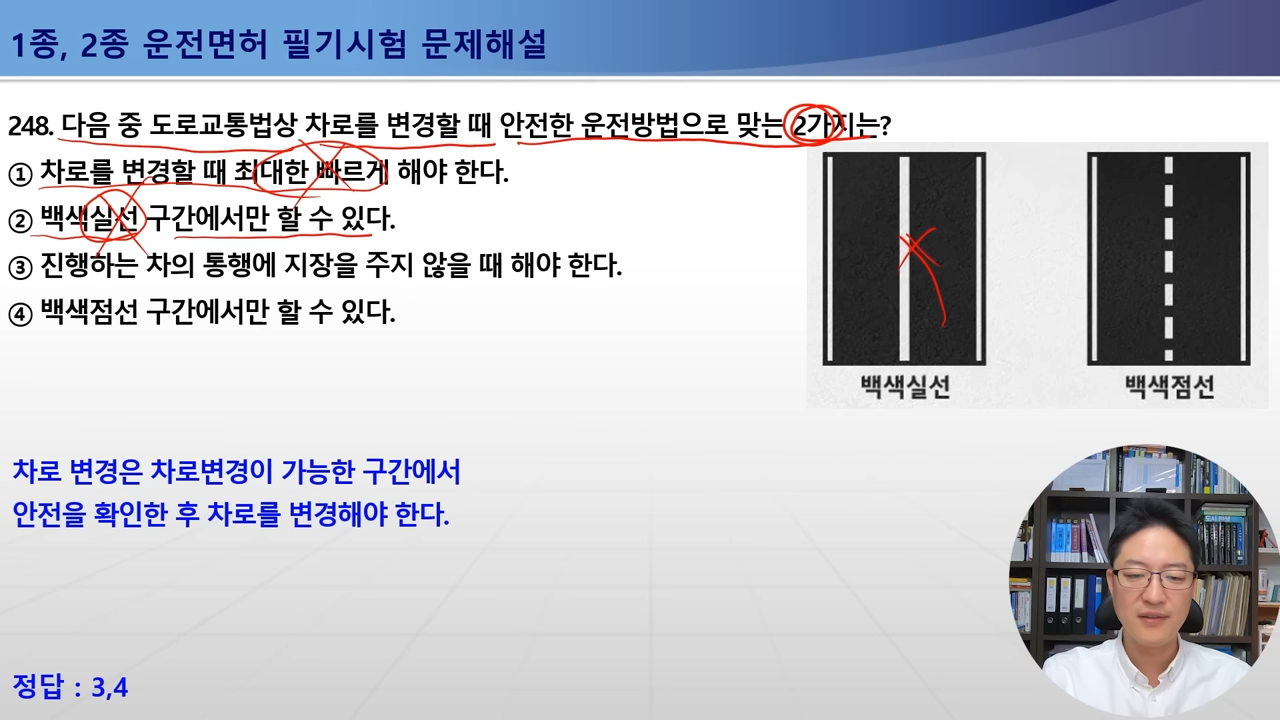 1종, 2종 운전면허 필기시험 문제해설
248. 다음 중 도로교통법상 차로를 변경할 때 안전한 운전방법으로 맞는 2가지는?
① 차로를 변경할 때 최대한 빠르게 해야 한다.
② 백색실선 구간에서만 할 수 있다.
③ 진행하는 차의 통행에 지장을 주지 않을 때 해야 한다.
④ 백색점선 구간에서만 할 수 있다.
백색실선
백색점선
차로 변경은 차로변경이 가능한 구간에서
안전을 확인한 후 차로를 변경해야 한다.
정답 : 3,4